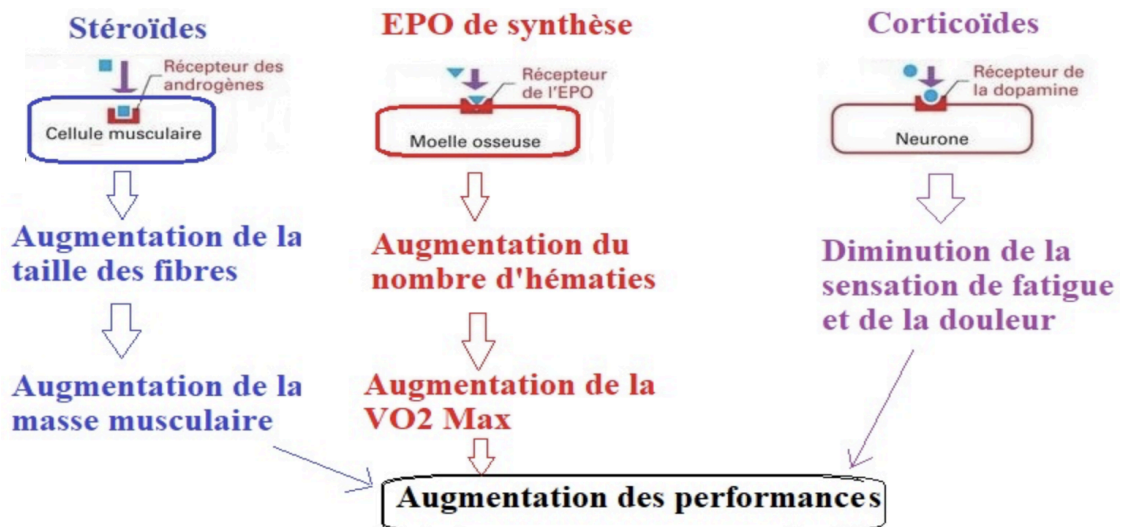 Stéroïdes
Récepteur des
androgènes
Cellule musculaire
Augmentation de la
taille des fibres
Augmentation de la
masse musculaire
EPO de synthèse
Récepteur
de l'EPO
Moelle osseuse
Augmentation du
nombre d'hématies
Augmentation de la
VO2 Max
Corticoïdes
Récepteur de
la dopamine
Neurone
Diminution de la
sensation de fatigue
et de la douleur
Augmentation des performances